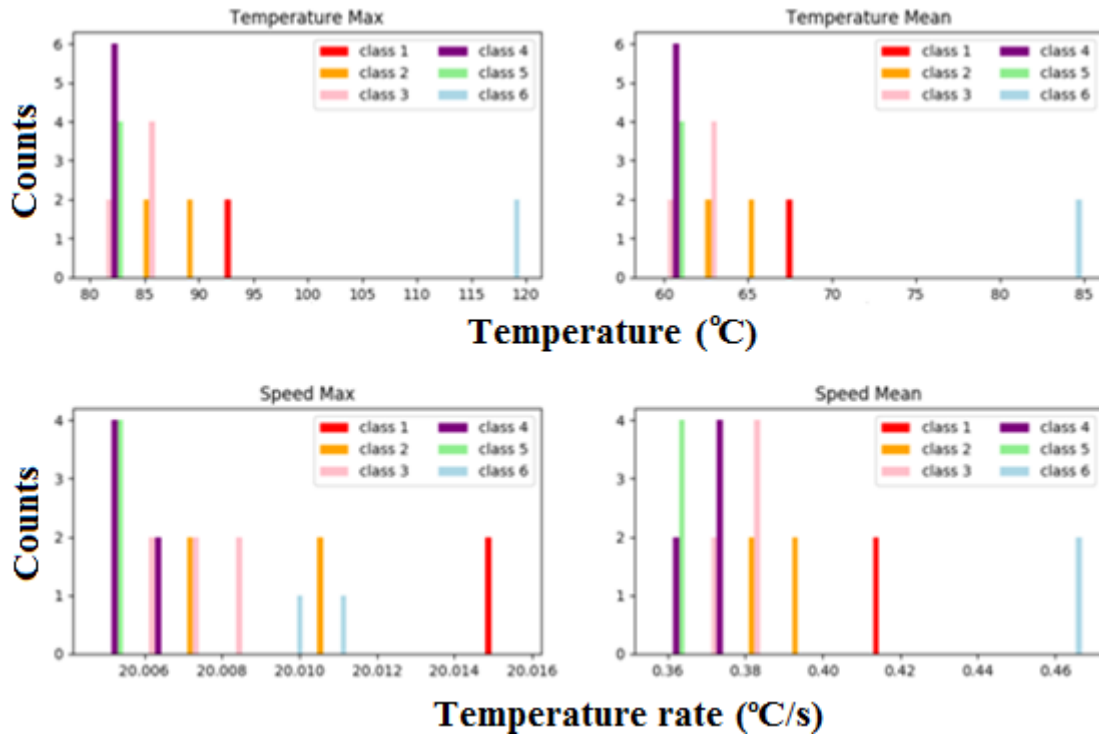 Temperature Max
Temperature Mean
Counts
6
5
4
3
2
1
0
class 1
class 2
class 3
class 4
class 5
class 6
80 85 90 95 100 105 110 115 120
6
5
4
3
2
1
0
class 1
class 2
class 3
class 4
class 5
class 6
60 65 70 75 80 85
Temperature (°C)
Speed Max
Speed Mean
Counts
4
3
2
1
0
class 1
class 2
class 3
class 4
class 5
class 6
20.006 20.008 20.010 20.012 20.014 20.016
4
3
2
1
0
class 1
class 2
class 3
class 4
class 5
class 6
0.36 0.38 0.40 0.42 0.44 0.46
Temperature rate (°C/s)